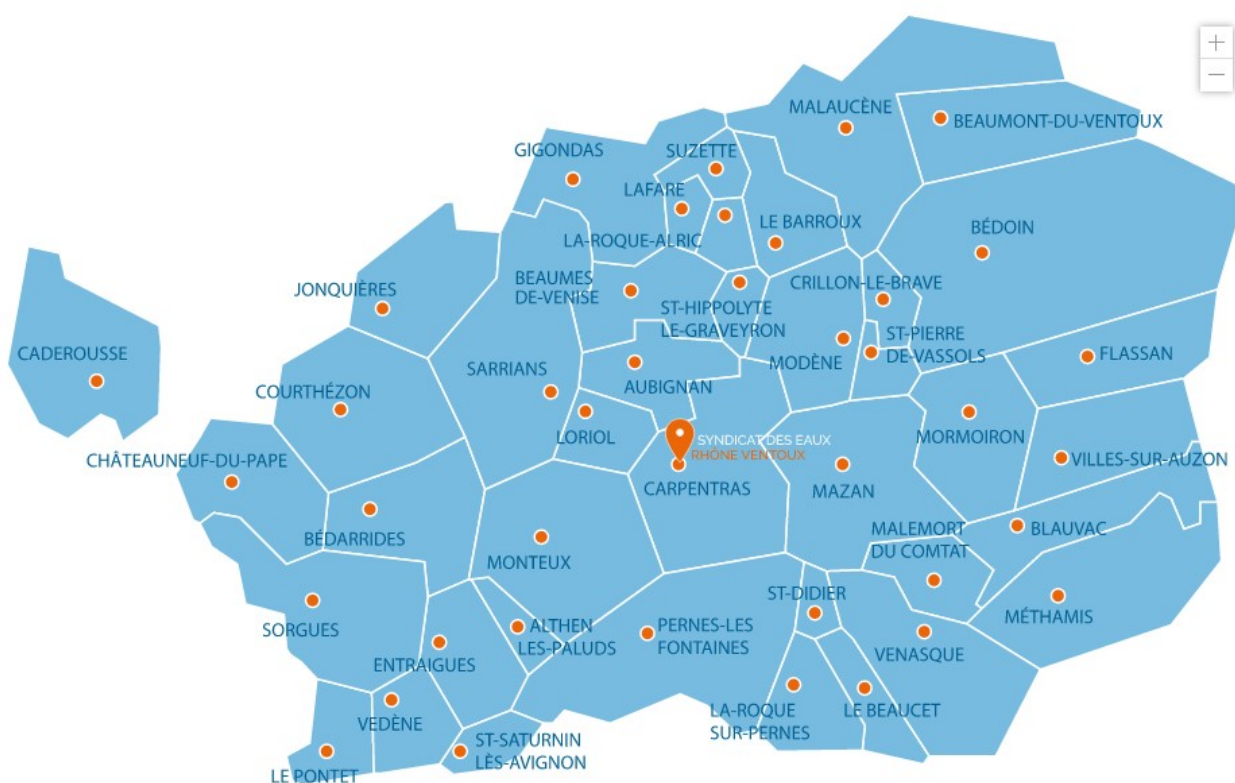 +
−
MALAUCÈNE
BEAUMONT-DU-VENTOUX
GIGONDAS
SUZETTE
LAFARE
LA-ROQUE-ALRIC
LE BARROUX
BÉDOIN
JONQUIÈRES
BEAUMES
DE-VENISE
ST-HIPPOLYTE
LE-GRAVEYRON
CRILLON-LE-BRAVE
CADEROUSSE
SARRIANS
AUBIGNAN
MODÈNE
ST-PIERRE
DE-VASSOLS
FLASSAN
COURTHÉZON
LORIOL
MORMOIRON
CHÂTEAUNEUF-DU-PAPE
SYNDICAT DES EAUX
RHÔNE VENTOUX
CARPENTRAS
MAZAN
VILLES-SUR-AUZON
BÉDARRIDES
MONTEUX
MALEMORT
DU COMTAT
BLAUVAC
SORGUES
ENTRAIGUES
ALTHEN
LES-PALUDS
PERNES-LES
FONTAINES
ST-DIDIER
VENASQUE
MÉTHAMIS
VEDÈNE
LA-ROQUE
SUR-PERNES
LE BEAUCET
LE PONTET
ST-SATURNIN
LÈS-AVIGNON